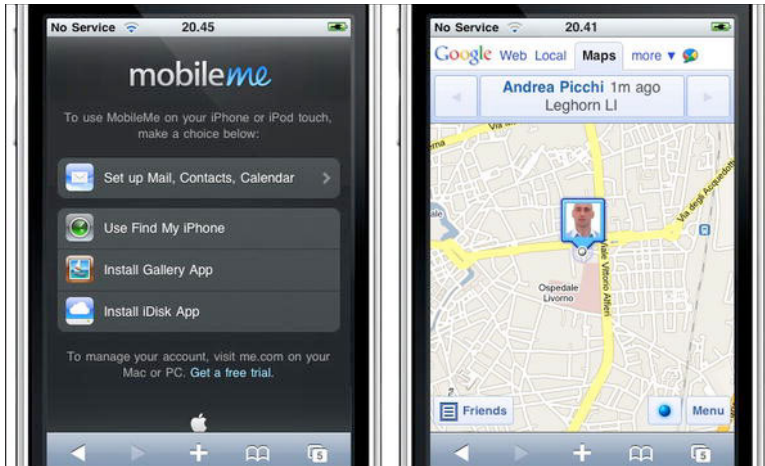 No Service 20.45
mobileme
To use MobileMe on your iPhone or iPod touch,
make a choice below:
Set up Mail, Contacts, Calendar
Use Find My iPhone
Install Gallery App
Install iDisk App
To manage your account, visit me.com on your
Mac or PC. Get a free trial.
5
No Service 20.41
Google Web Local Maps more
Andrea Picchi 1m ago
Leghorn LI
Via degli Acquedotti
Viale Vittorio Alfieri
Ospedale
Livorno
Friends
Menu
5